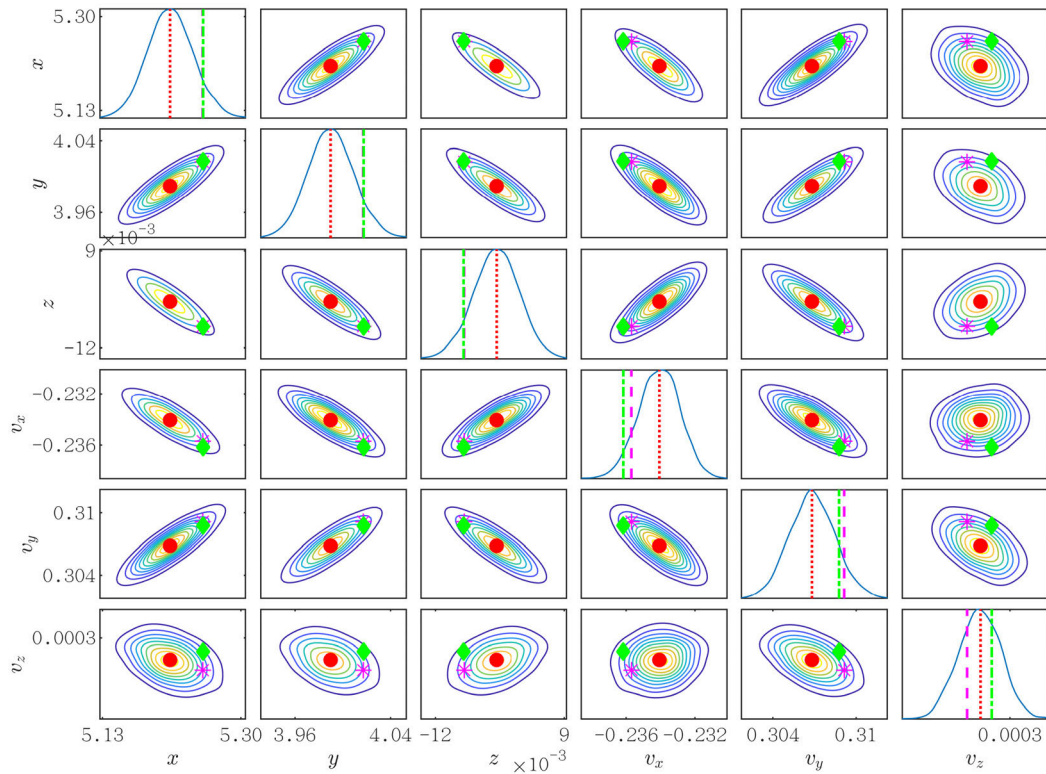 5.30
x
5.13
4.04
y
3.96
×10⁻³
9
z
-12
-0.232
v_x
-0.236
0.31
v_y
0.304
0.0003
v_z
5.13 5.30 3.96 4.04 -12 9 -0.236 -0.232 0.304 0.31 0.0003
x y z ×10⁻³ v_x v_y v_z